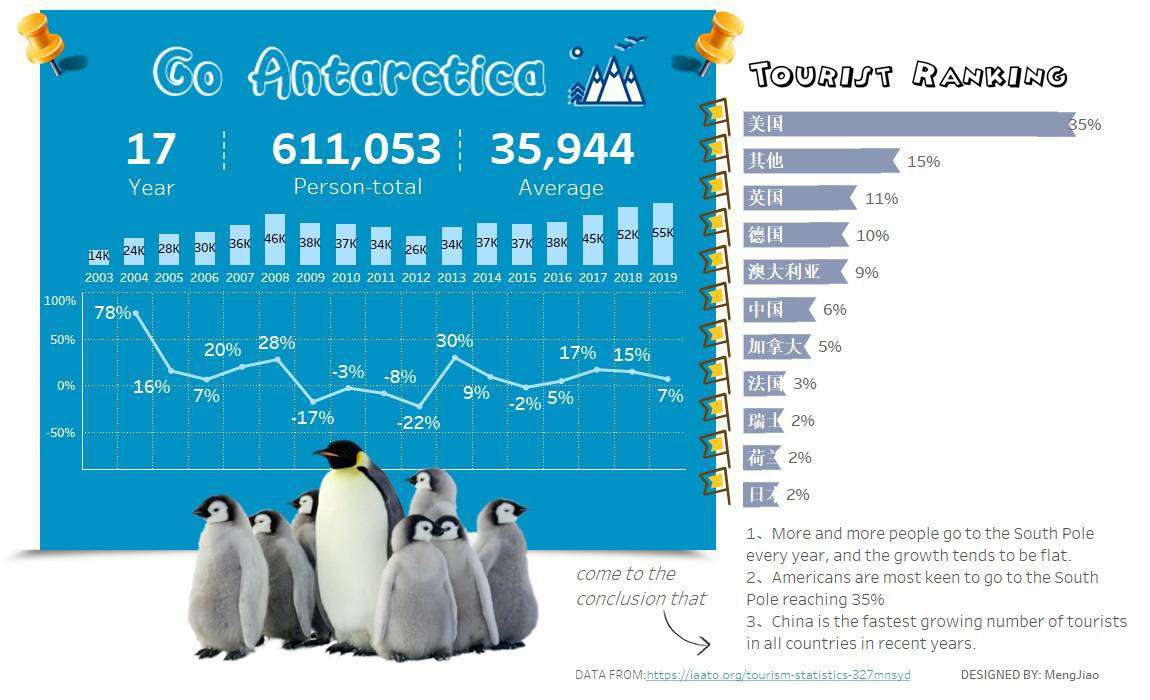 Go Antarctica
17
Year
611,053
Person-total
35,944
Average
14K 24K 28K 30K 36K 46K 38K 37K 34K 26K 34K 37K 37K 38K 45K 52K 55K
2003 2004 2005 2006 2007 2008 2009 2010 2011 2012 2013 2014 2015 2016 2017 2018 2019
100%
50%
0%
-50%
78% 16% 7% 20% 28% -17% -3% -8% -22% 30% 9% -2% 5% 17% 15% 7%
Tourist Ranking
美国 35%
其他 15%
英国 11%
德国 10%
澳大利亚 9%
中国 6%
加拿大 5%
法国 3%
瑞士 2%
荷兰 2%
日本 2%
come to the
conclusion that
1、More and more people go to the South Pole
every year, and the growth tends to be flat.
2、Americans are most keen to go to the South
Pole reaching 35%
3、China is the fastest growing number of tourists
in all countries in recent years.
DATA FROM:https://iaato.org/tourism-statistics-327mnsyd
DESIGNED BY: MengJiao